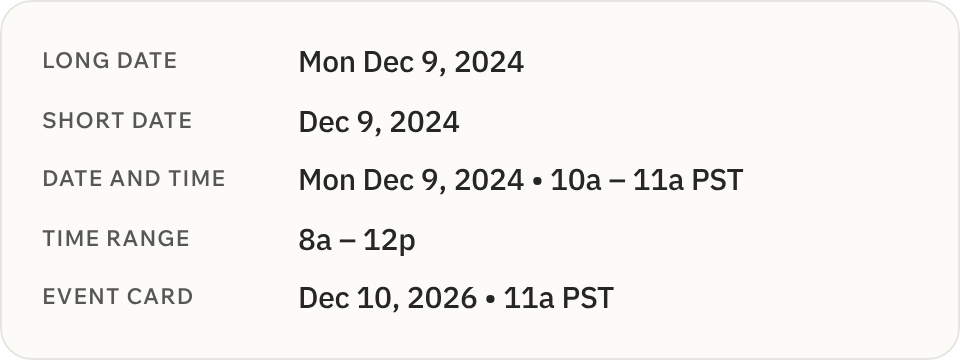 LONG DATE Mon Dec 9, 2024
SHORT DATE Dec 9, 2024
DATE AND TIME Mon Dec 9, 2024 • 10a – 11a PST
TIME RANGE 8a – 12p
EVENT CARD Dec 10, 2026 • 11a PST